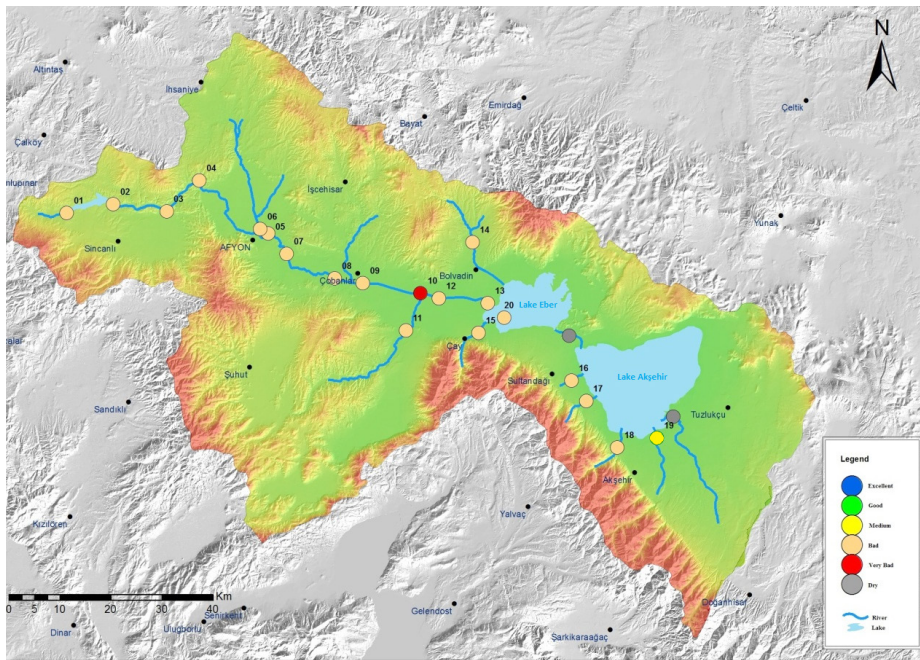 N
Altıntaş
İhsaniye
Emirdağ
Çeltik
Bayat
Çalköy
İşcehisar
04
01
02
03
Yunak
06
05
14
Sincanlı
AFYON
07
Bolvadin
08
09
Çobanlar
10
12
13
Lake Eber
20
11
15
Çay
Şuhut
Sultandağı
16
Lake Akşehir
17
Sandıklı
Tuzlukçu
19
18
Akşehir
Legend
Excellent
Good
Medium
Bad
Very Bad
Dry
River
Lake
Kızılören
Yalvaç
Km
0 5 10 20 30 40
Doğanhisar
Gelendost
Senirkent
Uluborlu
Dinar
Şarkikaraağaç